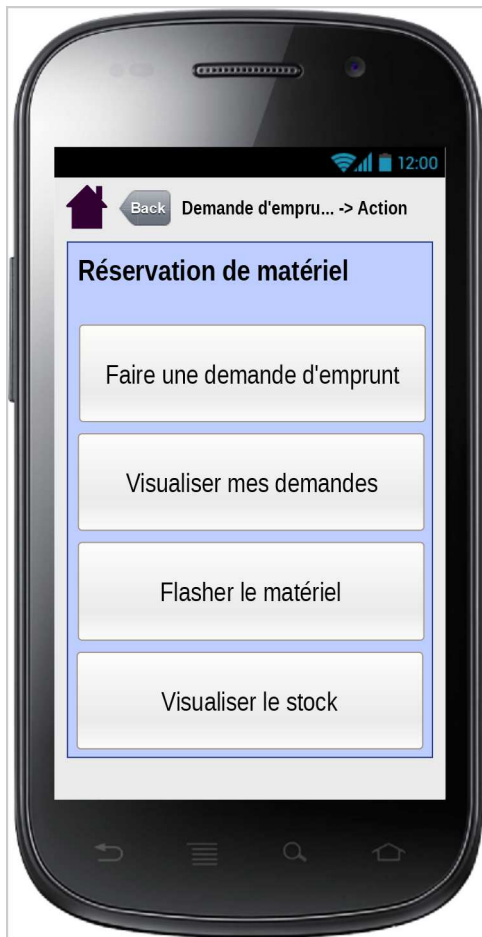 12:00
Back Demande d'empru... -> Action
Réservation de matériel
Faire une demande d'emprunt
Visualiser mes demandes
Flasher le matériel
Visualiser le stock